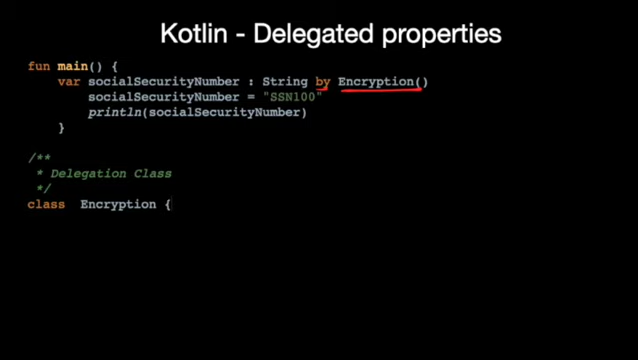 Kotlin - Delegated properties
fun main() {
var socialSecurityNumber : String by Encryption()
socialSecurityNumber = "SSN100"
println(socialSecurityNumber)
}
/**
* Delegation Class
*/
class Encryption {